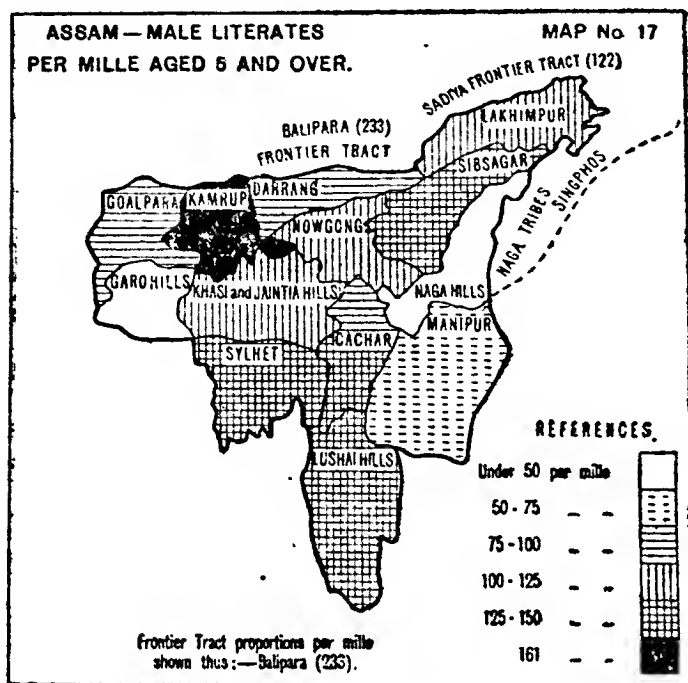 ASSAM — MALE LITERATES
PER MILLE AGED 5 AND OVER.
MAP No. 17
SADIYA FRONTIER TRACT (122)
BALIPARA (233)
FRONTIER TRACT
LAKHIMPUR
SIBSAGAR
GOALPARA
KAMRUP
DARRANG
NOWGONG
NAGA TRIBES
SINGPHOS
GARO HILLS
KHASI and JAINTIA HILLS
NAGA HILLS
MANIPUR
SYLHET
CACHAR
LUSHAI HILLS
REFERENCES.
Under 50 per mille
50 - 75 „ „
75 - 100 „ „
100 - 125 „ „
125 - 150 „ „
161 „ „
Frontier Tract proportions per mille
shown thus:—Balipara (233).